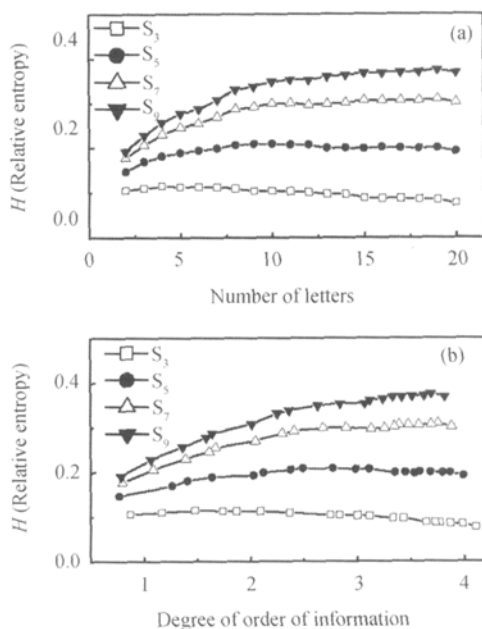 0.4
0.2
0.0
H (Relative entropy)
S3
S5
S7
S9
(a)
0 5 10 15 20
Number of letters
0.4
0.2
0.0
H (Relative entropy)
S3
S5
S7
S9
(b)
1 2 3 4
Degree of order of information